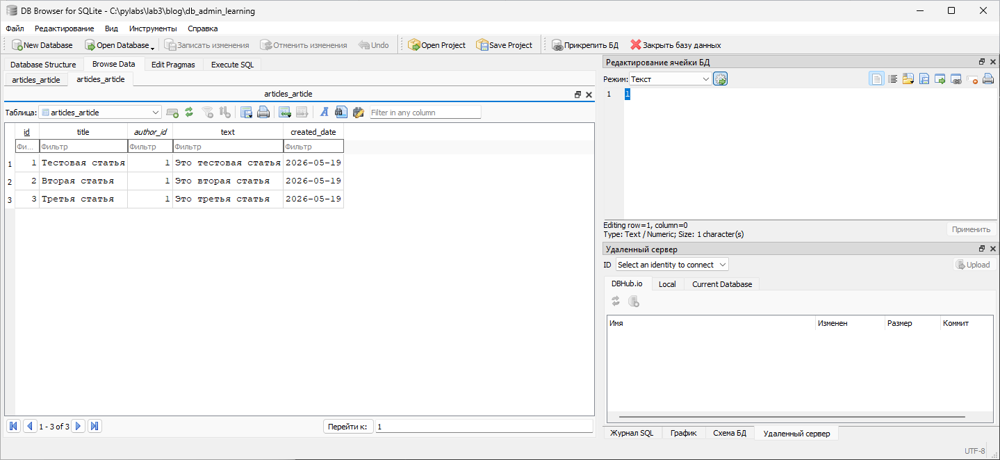 DB Browser for SQLite - C:\pylabs\lab3\blog\db_admin_learning
Файл Редактирование Вид Инструменты Справка
New Database Open Database Записать изменения Отменить изменения Undo Open Project Save Project Прикрепить БД Закрыть базу данных
Database Structure Browse Data Edit Pragmas Execute SQL
articles_article articles_article
articles_article
Таблица: articles_article Filter in any column
id title author_id text created_date
Фи... Фильтр Фильтр Фильтр Фильтр
1 1 Тестовая статья 1 Это тестовая статья 2026-05-19
2 2 Вторая статья 1 Это вторая статья 2026-05-19
3 3 Третья статья 1 Это третья статья 2026-05-19
1 - 3 of 3 Перейти к: 1
Редактирование ячейки БД
Режим: Текст
1 1
Editing row=1, column=0
Type: Text / Numeric; Size: 1 character(s)
Применить
Удаленный сервер
ID Select an identity to connect Upload
DBHub.io Local Current Database
Имя Изменен Размер Коммит
Журнал SQL График Схема БД Удаленный сервер
UTF-8